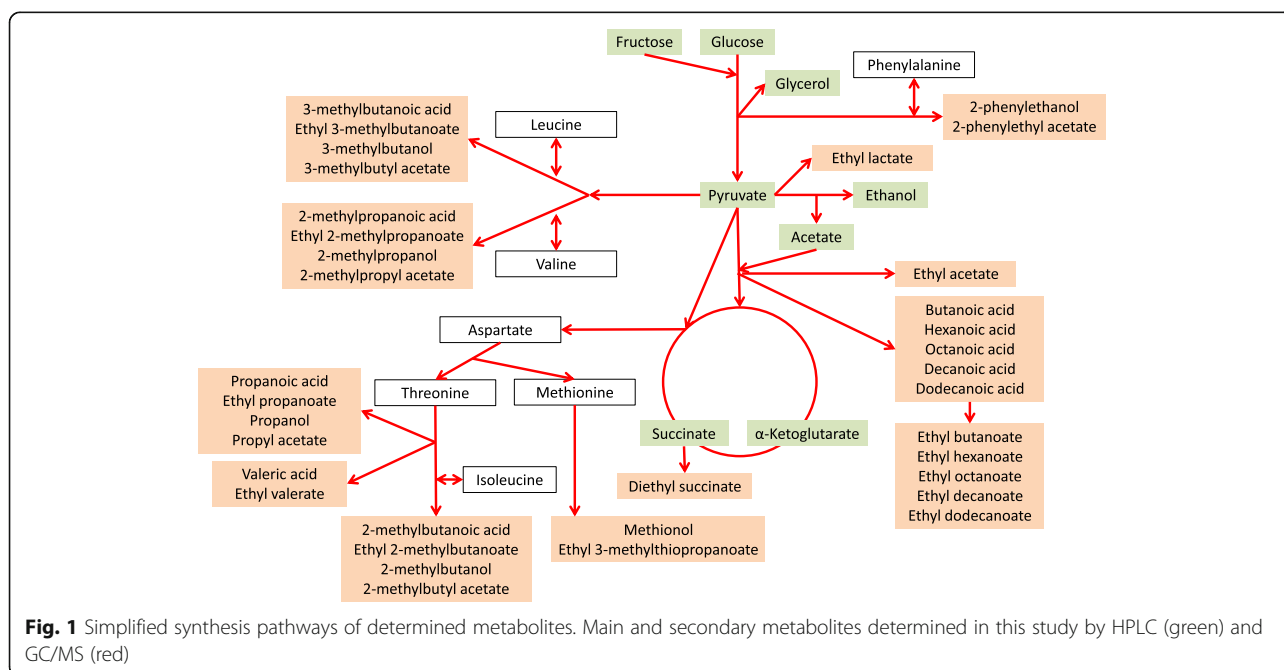 Fructose
Glucose
Phenylalanine
Glycerol
3-methylbutanoic acid
Ethyl 3-methylbutanoate
3-methylbutanol
3-methylbutyl acetate
Leucine
2-phenylethanol
2-phenylethyl acetate
Ethyl lactate
Pyruvate
Ethanol
2-methylpropanoic acid
Ethyl 2-methylpropanoate
2-methylpropanol
2-methylpropyl acetate
Valine
Acetate
Ethyl acetate
Butanoic acid
Hexanoic acid
Octanoic acid
Decanoic acid
Dodecanoic acid
Aspartate
Propanoic acid
Ethyl propanoate
Propanol
Propyl acetate
Threonine
Methionine
Succinate
α-Ketoglutarate
Ethyl butanoate
Ethyl hexanoate
Ethyl octanoate
Ethyl decanoate
Ethyl dodecanoate
Valeric acid
Ethyl valerate
Isoleucine
Diethyl succinate
2-methylbutanoic acid
Ethyl 2-methylbutanoate
2-methylbutanol
2-methylbutyl acetate
Methionol
Ethyl 3-methylthiopropanoate
Fig. 1 Simplified synthesis pathways of determined metabolites. Main and secondary metabolites determined in this study by HPLC (green) and
GC/MS (red)